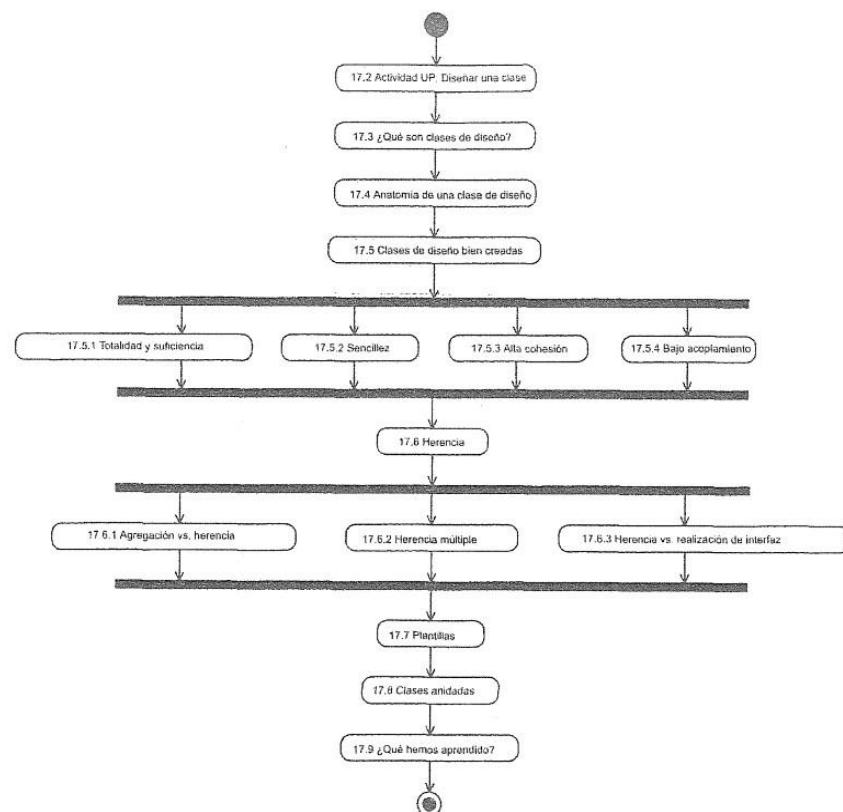 17.2 Actividad UP: Diseñar una clase
17.3 ¿Qué son clases de diseño?
17.4 Anatomía de una clase de diseño
17.5 Clases de diseño bien creadas
17.5.1 Totalidad y suficiencia
17.5.2 Sencillez
17.5.3 Alta cohesión
17.5.4 Bajo acoplamiento
17.6 Herencia
17.6.1 Agregación vs. herencia
17.6.2 Herencia múltiple
17.6.3 Herencia vs. realización de interfaz
17.7 Plantillas
17.8 Clases anidadas
17.9 ¿Qué hemos aprendido?